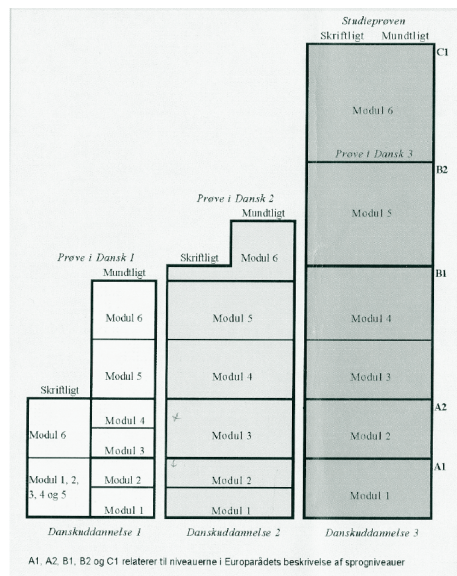 Studieprøven
Skriftligt Mundtligt
C1
Modul 6
Prøve i Dansk 3
B2
Prøve i Dansk 2
Mundtligt
Modul 5
Skriftligt
Modul 6
Prøve i Dansk 1
Mundtligt
B1
Modul 6
Modul 5
Modul 4
Modul 5
Modul 4
Modul 3
Skriftligt
A2
Modul 6
Modul 4
Modul 3
Modul 3
Modul 2
A1
Modul 1, 2,
3, 4 og 5
Modul 2
Modul 2
Modul 1
Modul 1
Modul 1
Danskuddannelse 1
Danskuddannelse 2
Danskuddannelse 3
A1, A2, B1, B2 og C1 relaterer til niveauerne i Europarådets beskrivelse af sprogniveauer